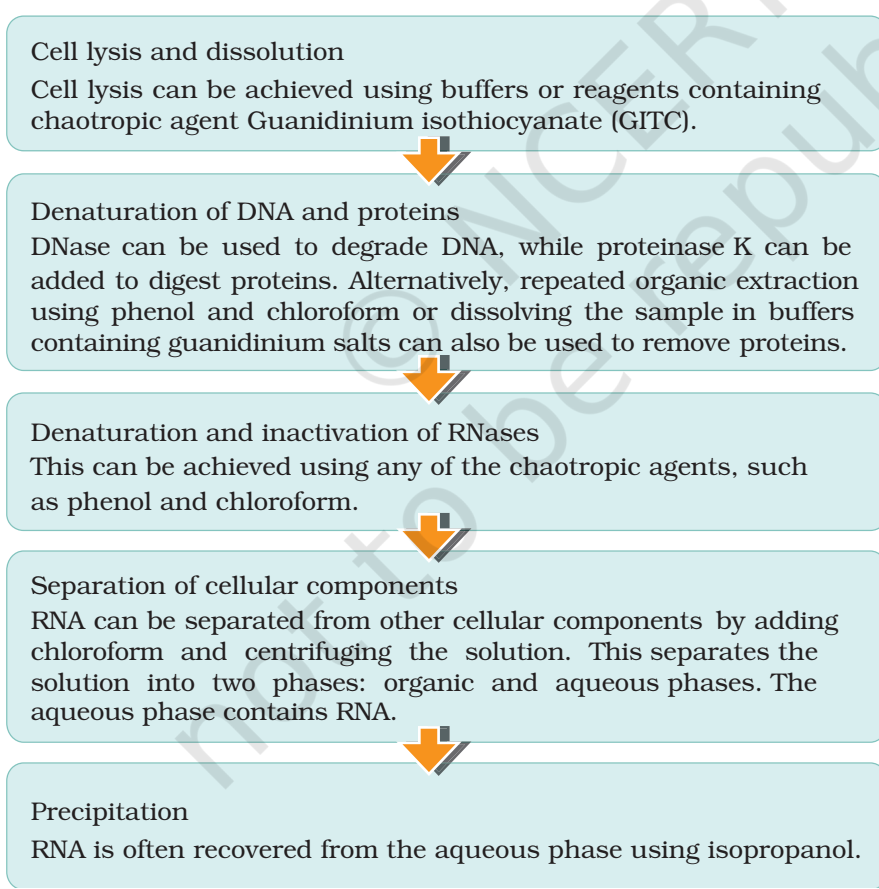 Cell lysis and dissolution
Cell lysis can be achieved using buffers or reagents containing
chaotropic agent Guanidinium isothiocyanate (GITC).
Denaturation of DNA and proteins
DNase can be used to degrade DNA, while proteinase K can be
added to digest proteins. Alternatively, repeated organic extraction
using phenol and chloroform or dissolving the sample in buffers
containing guanidinium salts can also be used to remove proteins.
Denaturation and inactivation of RNases
This can be achieved using any of the chaotropic agents, such
as phenol and chloroform.
Separation of cellular components
RNA can be separated from other cellular components by adding
chloroform and centrifuging the solution. This separates the
solution into two phases: organic and aqueous phases. The
aqueous phase contains RNA.
Precipitation
RNA is often recovered from the aqueous phase using isopropanol.
© NCERT
not to be